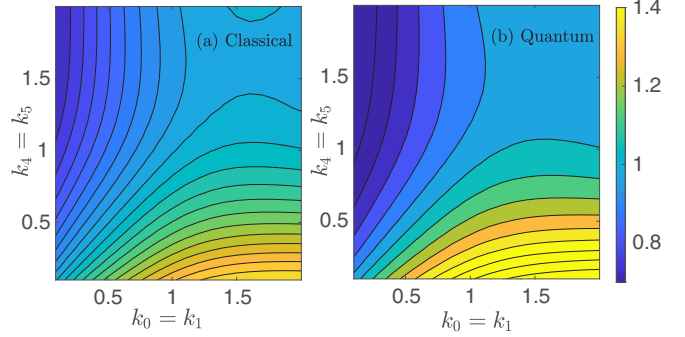 (a) Classical
(b) Quantum
k₄ = k₅
1.5
1
0.5
0.5
1
1.5
k₀ = k₁
k₄ = k₅
1.5
1
0.5
0.5
1
1.5
k₀ = k₁
1.4
1.2
1
0.8